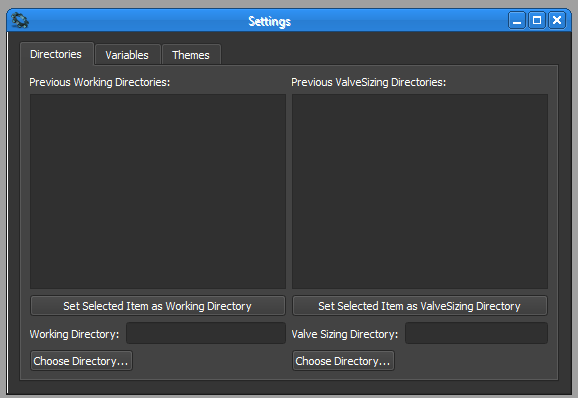 Settings
Directories
Variables
Themes
Previous Working Directories:
Previous ValveSizing Directories:
Set Selected Item as Working Directory
Set Selected Item as ValveSizing Directory
Working Directory:
Valve Sizing Directory:
Choose Directory...
Choose Directory...